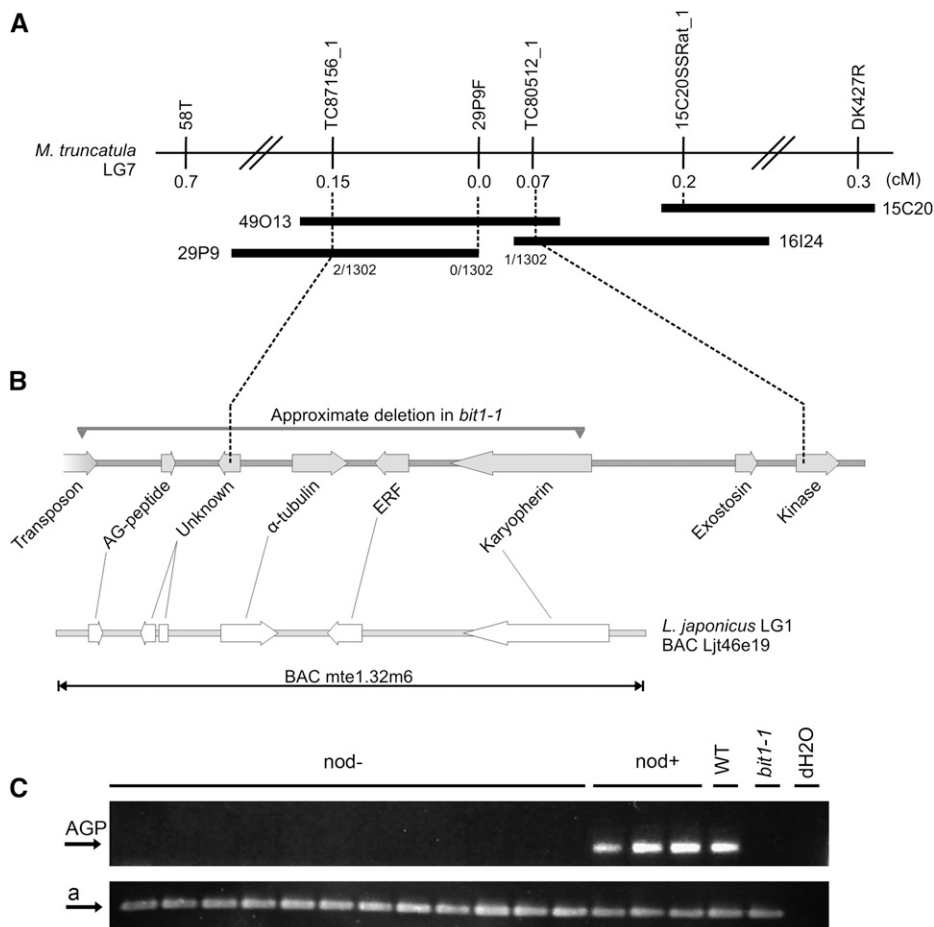 A
58T
TC87156_1
29P9F
TC80512_1
15C20SSRat_1
DK427R
M. truncatula
LG7
0.7
0.15
0.0
0.07
0.2
0.3
(cM)
49O13
15C20
29P9
16I24
2/1302
0/1302
1/1302
B
Approximate deletion in bit1-1
Transposon
AG-peptide
Unknown
α-tubulin
ERF
Karyopherin
Exostosin
Kinase
L. japonicus LG1
BAC Ljt46e19
BAC mte1.32m6
nod-
nod+
WT
bit1-1
dH2O
C
AGP
a